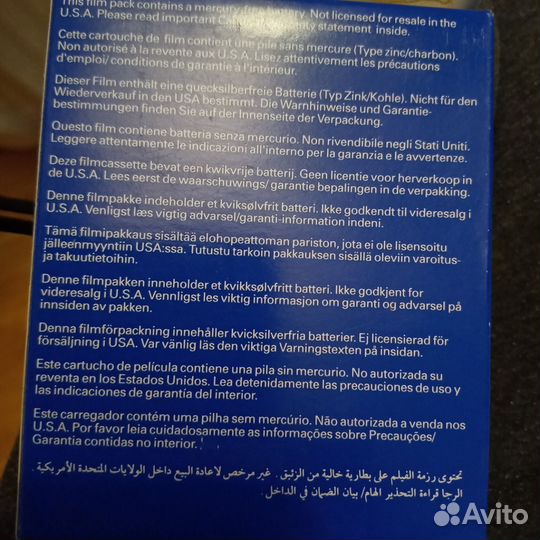 This film pack contains a mercury-free battery. Not licensed for resale in the
U.S.A. Please read important statement inside.
Cette cartouche de film contient une pile sans mercure (Type zinc/charbon).
Non autorisé à la revente aux U.S.A. Lisez attentivement les précautions
d'emploi/ conditions de garantie à l'intérieur.
Dieser Film enthält eine quecksilberfreie Batterie (Typ Zink/Kohle). Nicht für den
Wiederverkauf in den USA bestimmt. Die Warnhinweise und Garantie-
bestimmungen finden Sie auf der Innenseite der Verpackung.
Questo film contiene batteria senza mercurio. Non rivendibile negli Stati Uniti.
Leggere attentamente le indicazioni all'interno per la garanzia e le avvertenze.
Deze filmcassette bevat een kwikvrije batterij. Geen licentie voor herverkoop in
de U.S.A. Lees eerst de waarschuwings/ garantie bepalingen in de verpakking.
Denne filmpakke indeholder et kviksølvfrit batteri. Ikke godkendt til videresalg i
U.S.A. Venligst læs vigtig advarsel/garanti-information indeni.
Tämä filmipakkaus sisältää elohopeattoman pariston, jota ei ole lisensoitu
jälleenmyyntiin USA:ssa. Tutustu tarkoin pakkauksen sisällä oleviin varoitus-
ja takuutietoihin.
Denne filmpakken inneholder et kvikksølvfritt batteri. Ikke godkjent for
videresalg i U.S.A. Vennligst les viktig informasjon om garanti og advarsel på
innsiden av pakken.
Denna filmförpackning innehåller kvicksilverfria batterier. Ej licensierad för
försäljning i USA. Var vänlig läs den viktiga Varningstexten på insidan.
Este cartucho de película contiene una pila sin mercurio. No autorizada su
reventa en los Estados Unidos. Lea detenidamente las precauciones de uso y
las indicaciones de garantía del interior.
Este carregador contém uma pilha sem mercúrio. Não autorizada a venda nos
U.S.A. Por favor leia cuidadosamente as informações sobre Precauções/
Garantia contidas no interior.
تحتوى رزمة الفيلم على بطارية خالية من الزئبق . غير مرخص لاعادة البيع داخل الولايات المتحدة الأمريكية .
الرجا قراءة التحذير الهام/ بيان الضمان في الداخل .
Avito